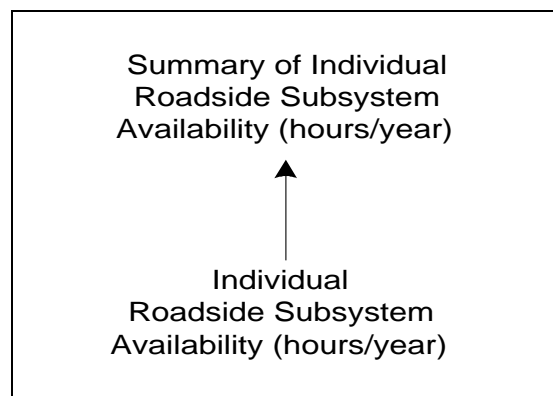 Summary of Individual
Roadside Subsystem
Availability (hours/year)
Individual
Roadside Subsystem
Availability (hours/year)